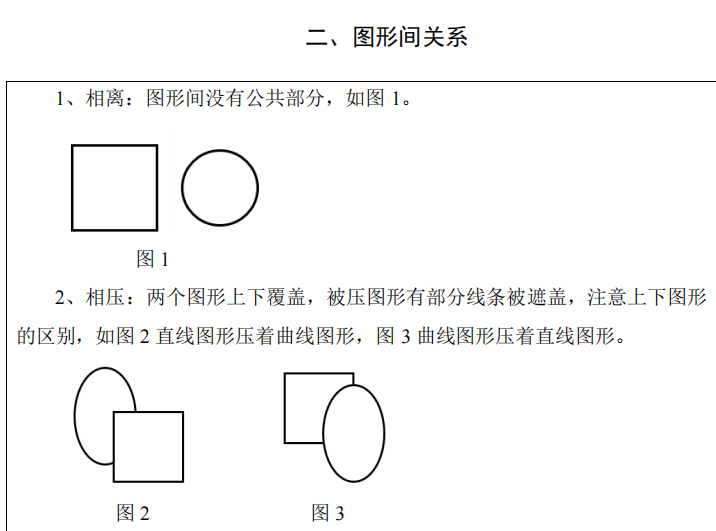 二、图形间关系
1、相离：图形间没有公共部分，如图 1。
图 1
2、相压：两个图形上下覆盖，被压图形有部分线条被遮盖，注意上下图形
的区别，如图 2 直线图形压着曲线图形，图 3 曲线图形压着直线图形。
图 2 图 3